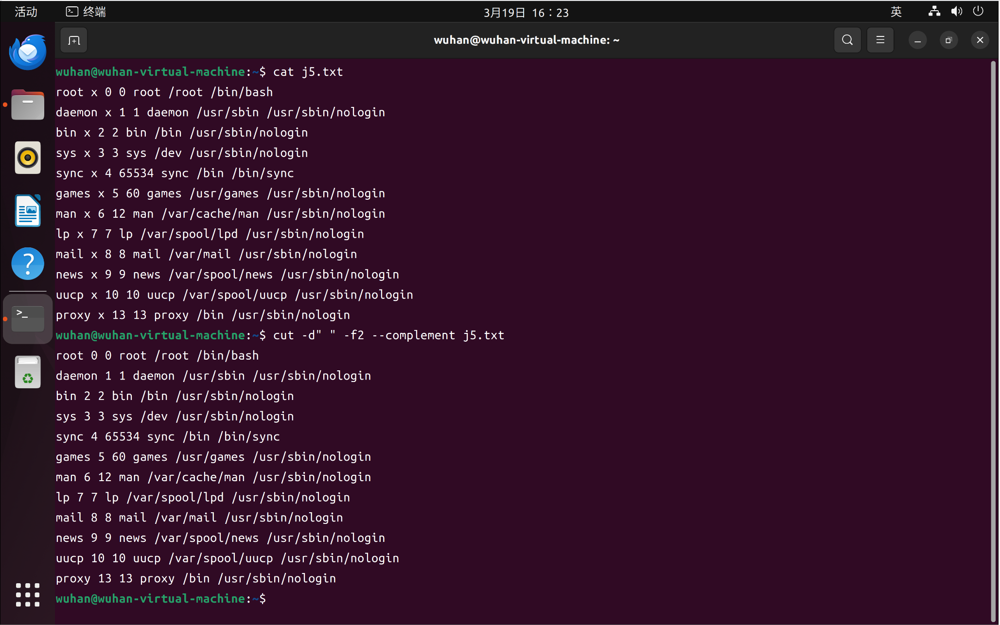 活动 终端 3月19日 16：23 英
wuhan@wuhan-virtual-machine: ~
wuhan@wuhan-virtual-machine:~$ cat j5.txt
root x 0 0 root /root /bin/bash
daemon x 1 1 daemon /usr/sbin /usr/sbin/nologin
bin x 2 2 bin /bin /usr/sbin/nologin
sys x 3 3 sys /dev /usr/sbin/nologin
sync x 4 65534 sync /bin /bin/sync
games x 5 60 games /usr/games /usr/sbin/nologin
man x 6 12 man /var/cache/man /usr/sbin/nologin
lp x 7 7 lp /var/spool/lpd /usr/sbin/nologin
mail x 8 8 mail /var/mail /usr/sbin/nologin
news x 9 9 news /var/spool/news /usr/sbin/nologin
uucp x 10 10 uucp /var/spool/uucp /usr/sbin/nologin
proxy x 13 13 proxy /bin /usr/sbin/nologin
wuhan@wuhan-virtual-machine:~$ cut -d" " -f2 --complement j5.txt
root 0 0 root /root /bin/bash
daemon 1 1 daemon /usr/sbin /usr/sbin/nologin
bin 2 2 bin /bin /usr/sbin/nologin
sys 3 3 sys /dev /usr/sbin/nologin
sync 4 65534 sync /bin /bin/sync
games 5 60 games /usr/games /usr/sbin/nologin
man 6 12 man /var/cache/man /usr/sbin/nologin
lp 7 7 lp /var/spool/lpd /usr/sbin/nologin
mail 8 8 mail /var/mail /usr/sbin/nologin
news 9 9 news /var/spool/news /usr/sbin/nologin
uucp 10 10 uucp /var/spool/uucp /usr/sbin/nologin
proxy 13 13 proxy /bin /usr/sbin/nologin
wuhan@wuhan-virtual-machine:~$